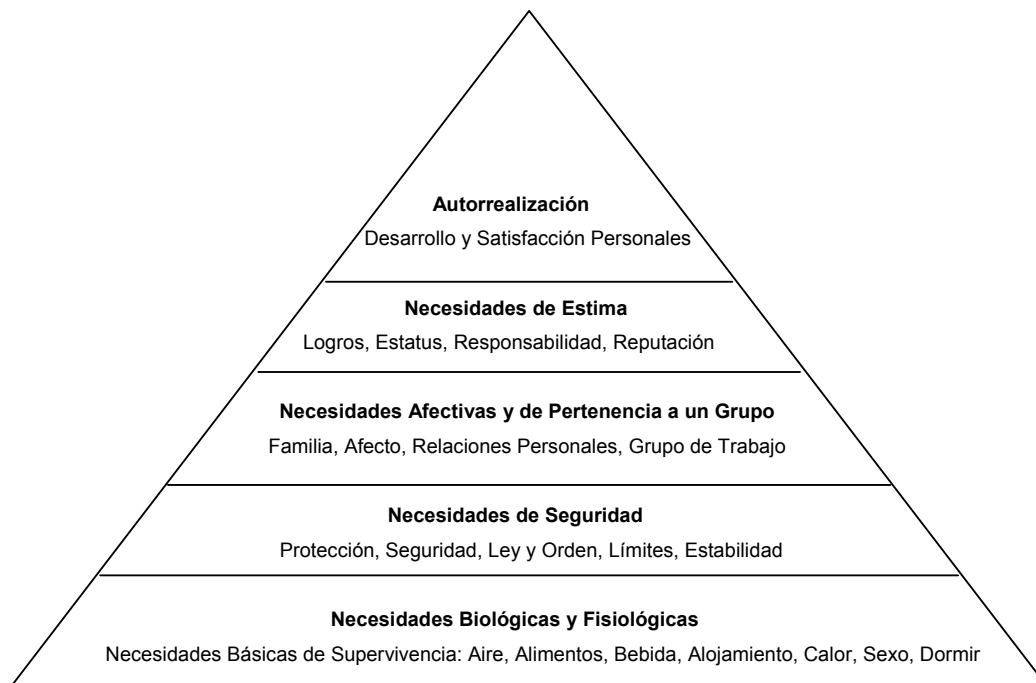 Autorrealización
Desarrollo y Satisfacción Personales
Necesidades de Estima
Logros, Estatus, Responsabilidad, Reputación
Necesidades Afectivas y de Pertenencia a un Grupo
Familia, Afecto, Relaciones Personales, Grupo de Trabajo
Necesidades de Seguridad
Protección, Seguridad, Ley y Orden, Límites, Estabilidad
Necesidades Biológicas y Fisiológicas
Necesidades Básicas de Supervivencia: Aire, Alimentos, Bebida, Alojamiento, Calor, Sexo, Dormir